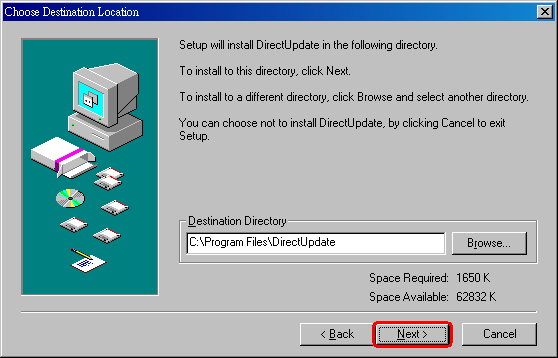 Choose Destination Location
Setup will install DirectUpdate in the following directory.
To install to this directory, click Next.
To install to a different directory, click Browse and select another directory.
You can choose not to install DirectUpdate, by clicking Cancel to exit
Setup.
Destination Directory
C:\Program Files\DirectUpdate
Browse...
Space Required: 1650 K
Space Available: 62832 K
< Back
Next >
Cancel